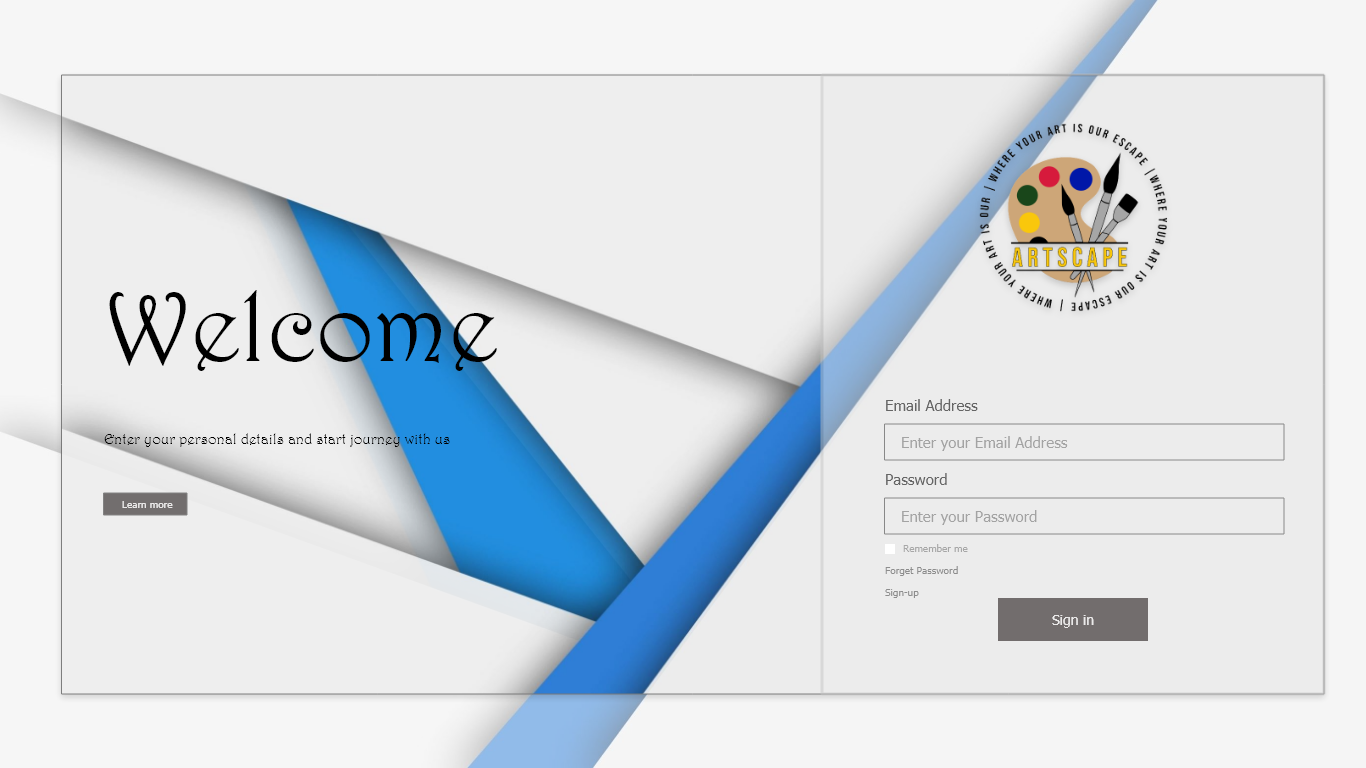 Welcome
Enter your personal details and start journey with us
Learn more
WHERE YOUR ART IS OUR ESCAPE | WHERE YOUR ART IS OUR ESCAPE | WHERE YOUR ART IS OUR |
ARTSCAPE
Email Address
Enter your Email Address
Password
Enter your Password
Remember me
Forget Password
Sign-up
Sign in